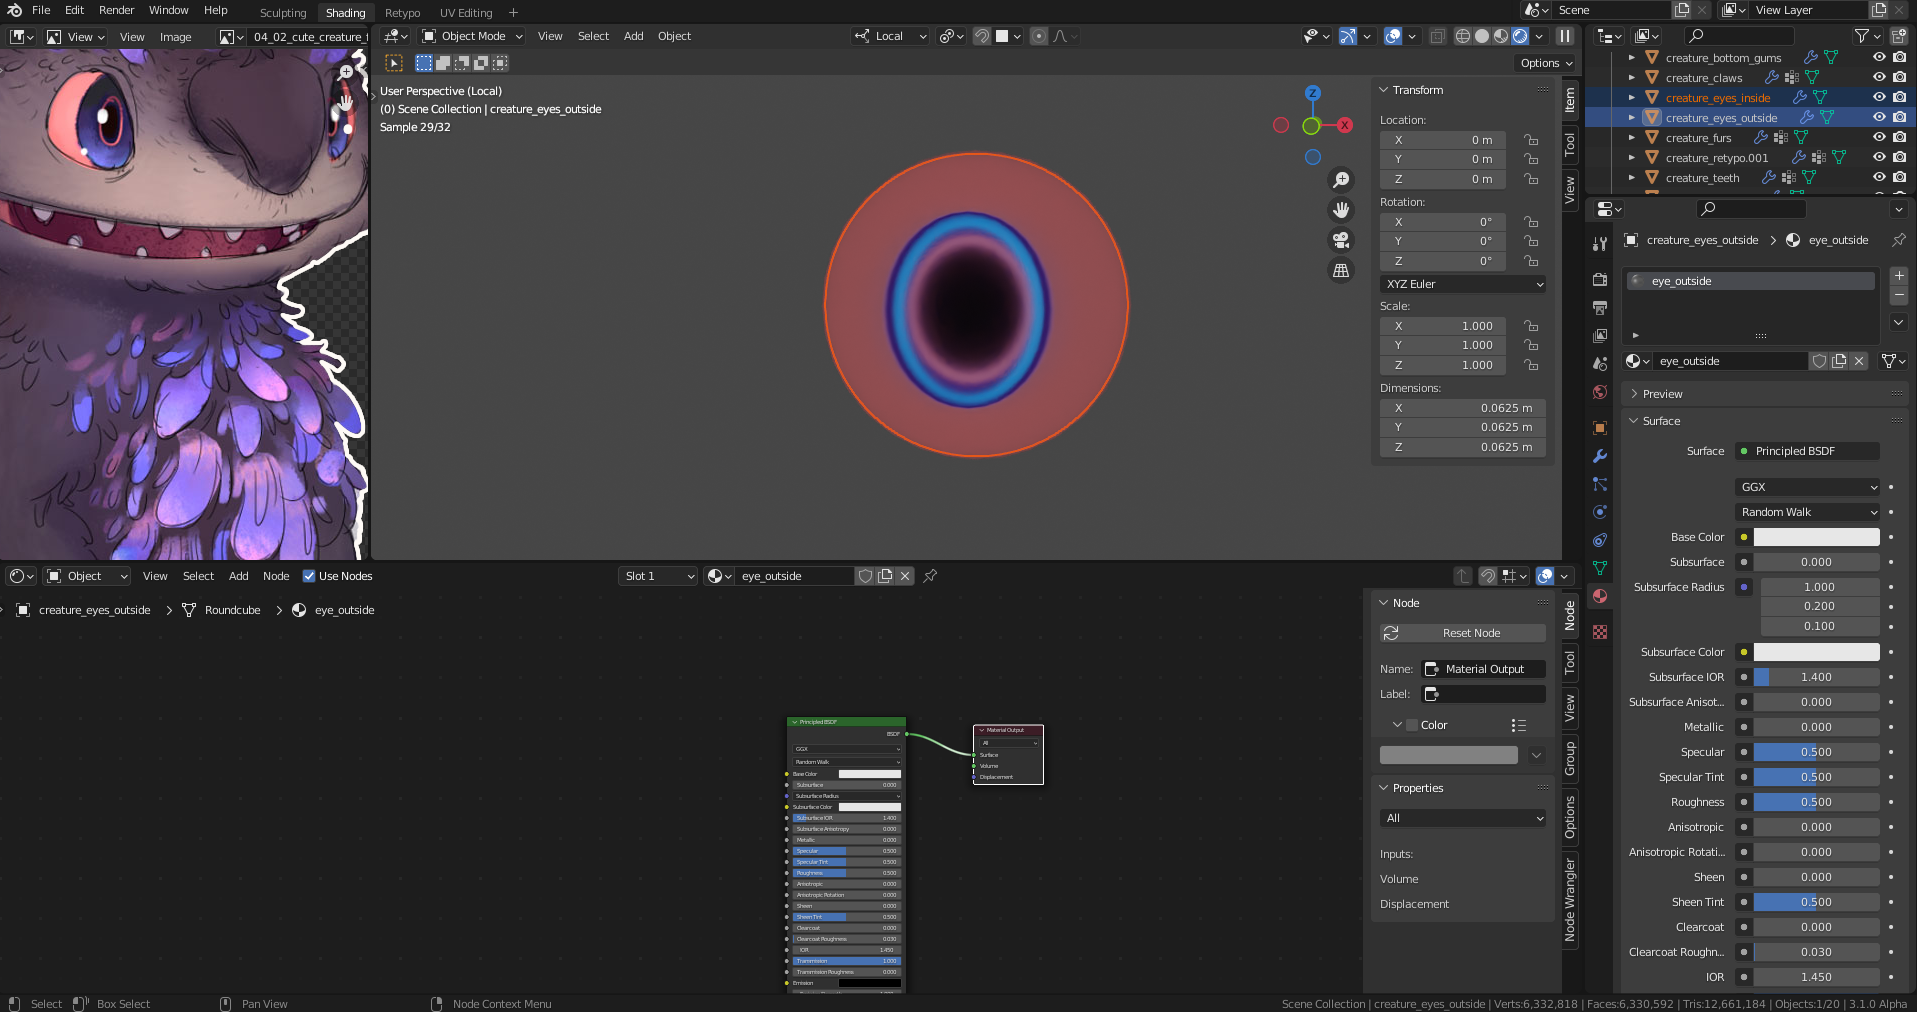 File Edit Render Window Help Sculpting Shading Retypo UV Editing + Scene View Layer
View View Image 04_02_cute_creature_f Object Mode View Select Add Object Local
Options
User Perspective (Local)
(0) Scene Collection | creature_eyes_outside
Sample 29/32
Z
X
Transform
Location:
X 0 m
Y 0 m
Z 0 m
Rotation:
X 0°
Y 0°
Z 0°
XYZ Euler
Scale:
X 1.000
Y 1.000
Z 1.000
Dimensions:
X 0.0625 m
Y 0.0625 m
Z 0.0625 m
Item
Tool
View
creature_bottom_gums
creature_claws
creature_eyes_inside
creature_eyes_outside
creature_furs
creature_retypo.001
creature_teeth
creature_eyes_outside > eye_outside
eye_outside
eye_outside
Preview
Surface
Surface Principled BSDF
GGX
Random Walk
Base Color
Subsurface 0.000
Subsurface Radius 1.000
0.200
0.100
Subsurface Color
Subsurface IOR 1.400
Subsurface Anisot... 0.000
Metallic 0.000
Specular 0.500
Specular Tint 0.500
Roughness 0.500
Anisotropic 0.000
Anisotropic Rotati... 0.000
Sheen 0.000
Sheen Tint 0.500
Clearcoat 0.000
Clearcoat Roughn... 0.030
IOR 1.450
Object View Select Add Node Use Nodes Slot 1 eye_outside
creature_eyes_outside > Roundcube > eye_outside
Principled BSDF
BSDF
GGX
Random Walk
Base Color
Subsurface 0.000
Subsurface Radius
Subsurface Color
Subsurface IOR 1.400
Subsurface Anisotropy 0.000
Metallic 0.000
Specular 0.500
Specular Tint 0.500
Roughness 0.500
Anisotropic 0.000
Anisotropic Rotation 0.000
Sheen 0.000
Sheen Tint 0.500
Clearcoat 0.000
Clearcoat Roughness 0.030
IOR 1.450
Transmission 1.000
Transmission Roughness 0.000
Emission
Material Output
All
Surface
Volume
Displacement
Node
Reset Node
Name: Material Output
Label:
Color
Properties
All
Inputs:
Volume
Displacement
Node
Tool
View
Group
Options
Node Wrangler
Select Box Select Pan View Node Context Menu Scene Collection | creature_eyes_outside | Verts:6,332,818 | Faces:6,330,592 | Tris:12,661,184 | Objects:1/20 | 3.1.0 Alpha